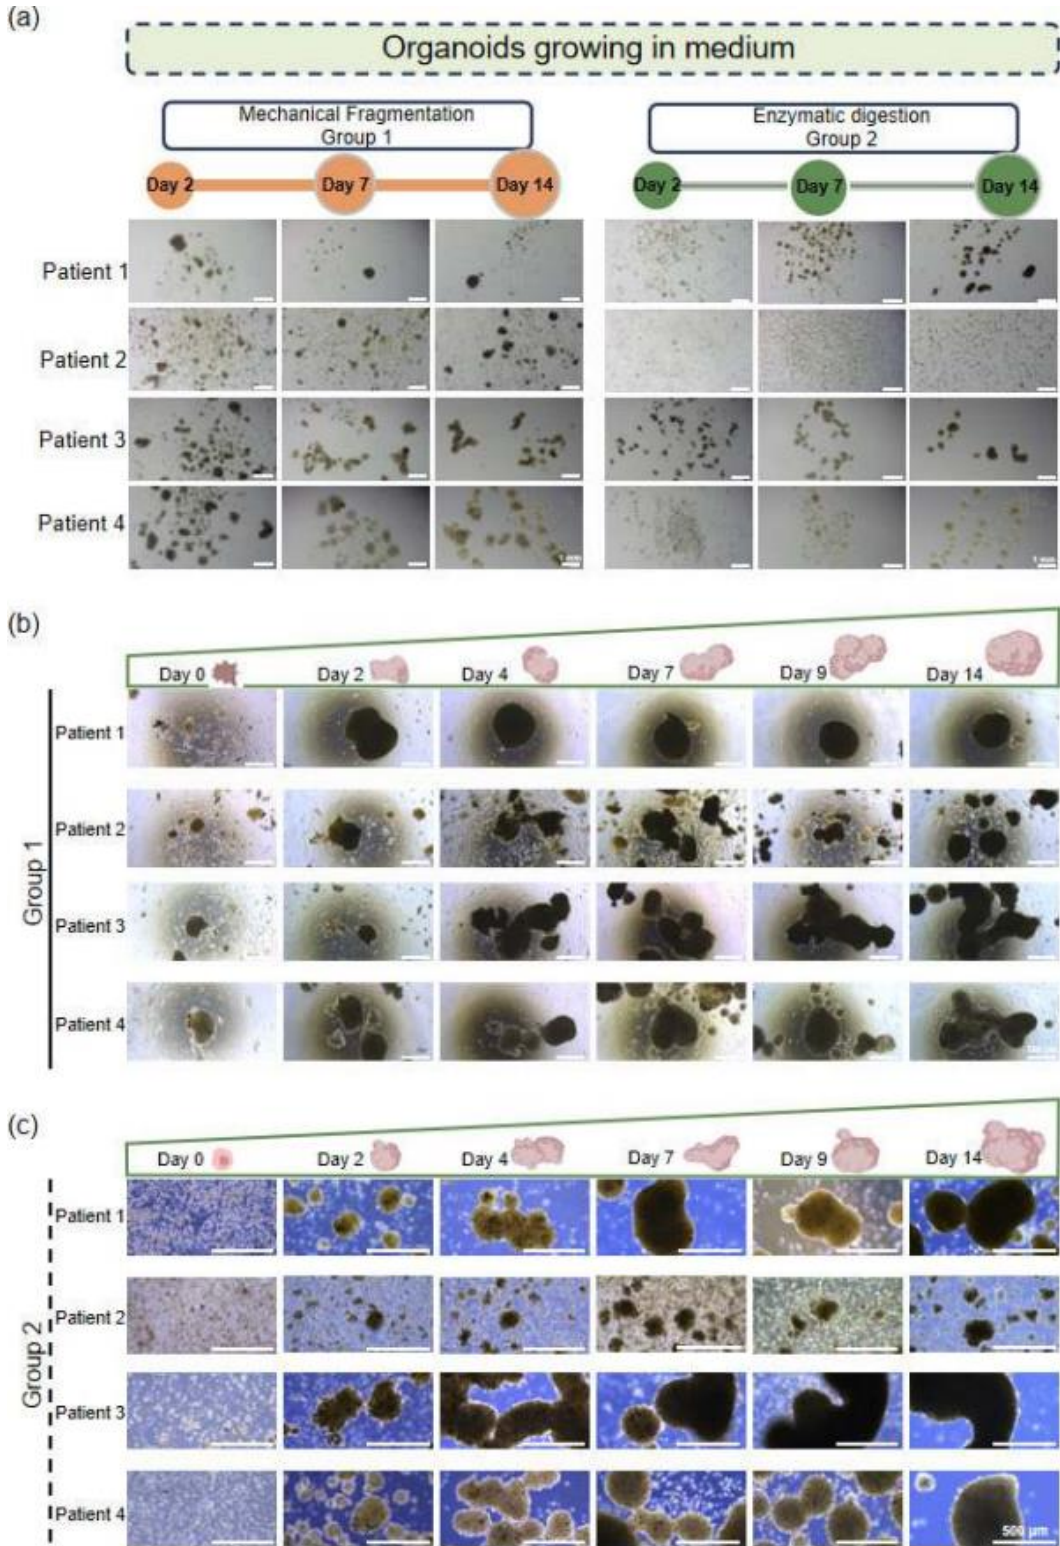 (a)
Organoids growing in medium
Mechanical Fragmentation
Group 1
Enzymatic digestion
Group 2
Day 2
Day 7
Day 14
Day 2
Day 7
Day 14
Patient 1
Patient 2
Patient 3
Patient 4
1 mm
1 mm
(b)
Day 0
Day 2
Day 4
Day 7
Day 9
Day 14
Group 1
Patient 1
Patient 2
Patient 3
Patient 4
(c)
Day 0
Day 2
Day 4
Day 7
Day 9
Day 14
Group 2
Patient 1
Patient 2
Patient 3
Patient 4
500 µm